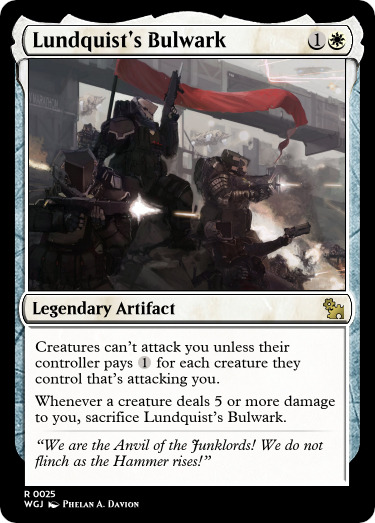 Lundquist's Bulwark 1
Legendary Artifact
Creatures can't attack you unless their
controller pays 1 for each creature they
control that's attacking you.
Whenever a creature deals 5 or more damage
to you, sacrifice Lundquist's Bulwark.
“We are the Anvil of the Junklords! We do not
flinch as the Hammer rises!”
R 0025
WGJ Phelan A. Davion